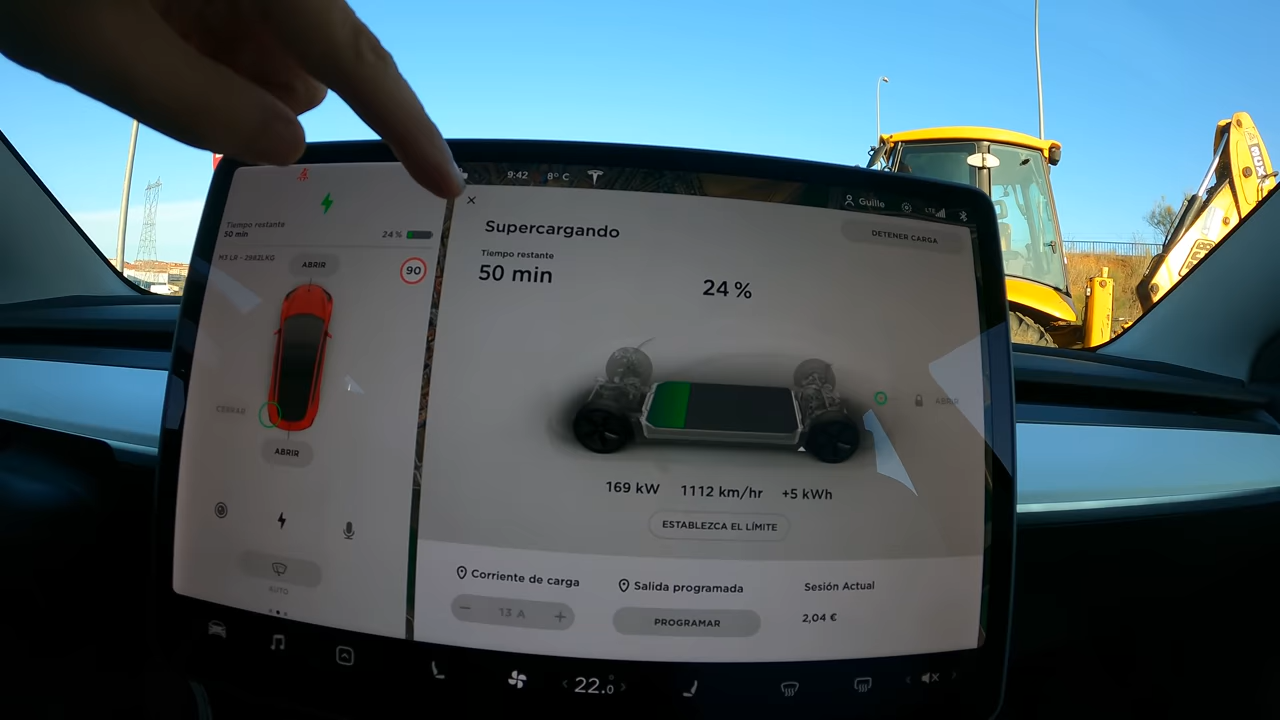 9:42
8°C
Guille
LTE
Tiempo restante
50 min
24 %
M3 LR - 2982LKG
ABRIR
90
CERRAR
ABRIR
AUTO
Supercargando
DETENER CARGA
Tiempo restante
50 min
24 %
ABRIR
169 kW
1112 km/hr
+5 kWh
ESTABLEZCA EL LÍMITE
Corriente de carga
Salida programada
Sesión Actual
13 A
PROGRAMAR
2,04 €
22.0